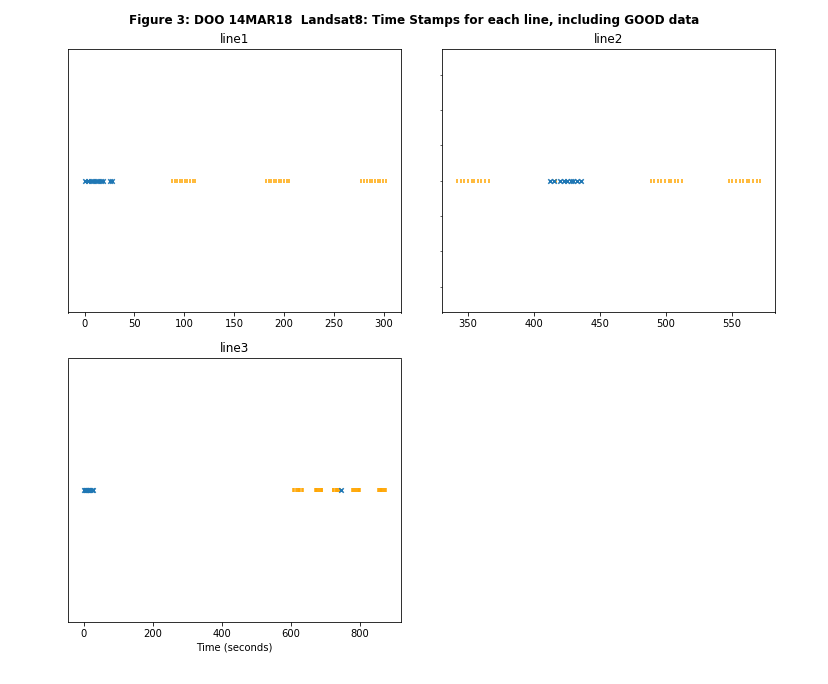 Figure 3: DOO 14MAR18  Landsat8: Time Stamps for each line, including GOOD data
line1
line2
0 50 100 150 200 250 300
350 400 450 500 550
line3
0 200 400 600 800
Time (seconds)